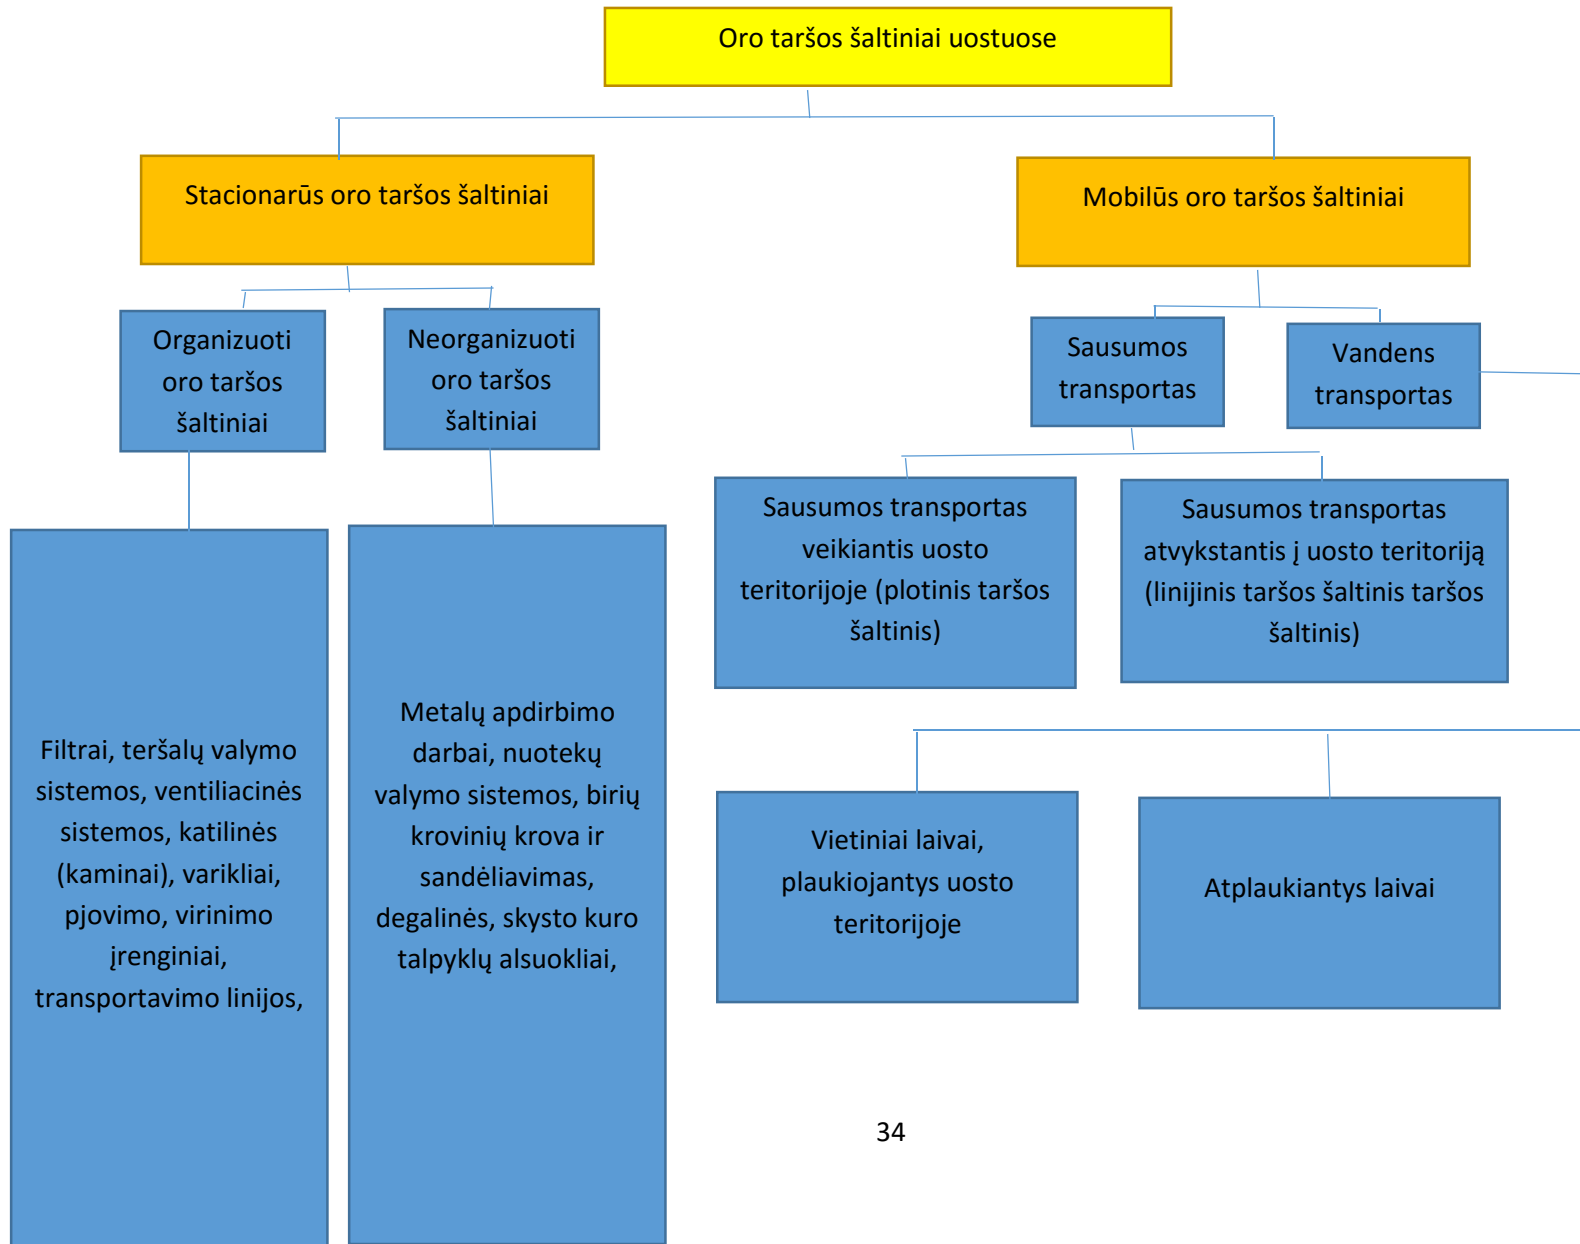 Oro taršos šaltiniai uostuose
Stacionarūs oro taršos šaltiniai
Mobilūs oro taršos šaltiniai
Organizuoti
oro taršos
šaltiniai
Neorganizuoti
oro taršos
šaltiniai
Sausumos
transportas
Vandens
transportas
Sausumos transportas
veikiantis uosto
teritorijoje (plotinis taršos
šaltinis)
Sausumos transportas
atvykstantis į uosto teritoriją
(linijinis taršos šaltinis taršos
šaltinis)
Filtrai, teršalų valymo
sistemos, ventiliacinės
sistemos, katilinės
(kaminai), varikliai,
pjovimo, virinimo
įrenginiai,
transportavimo linijos,
Metalų apdirbimo
darbai, nuotekų
valymo sistemos, birių
krovinių krova ir
sandėliavimas,
degalinės, skysto kuro
talpyklų alsuokliai,
Vietiniai laivai,
plaukiojantys uosto
teritorijoje
Atplaukiantys laivai
34